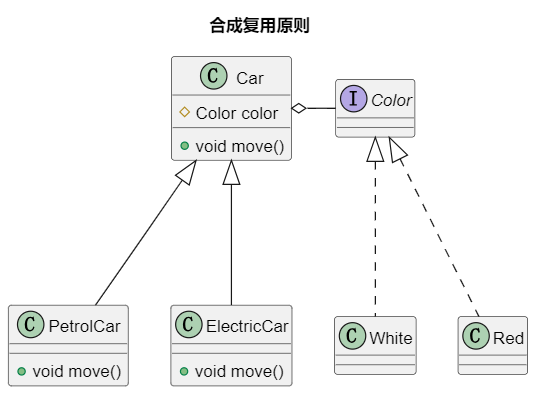 合成复用原则
C Car
Color color
void move()
I Color
C PetrolCar
void move()
C ElectricCar
void move()
C White
C Red